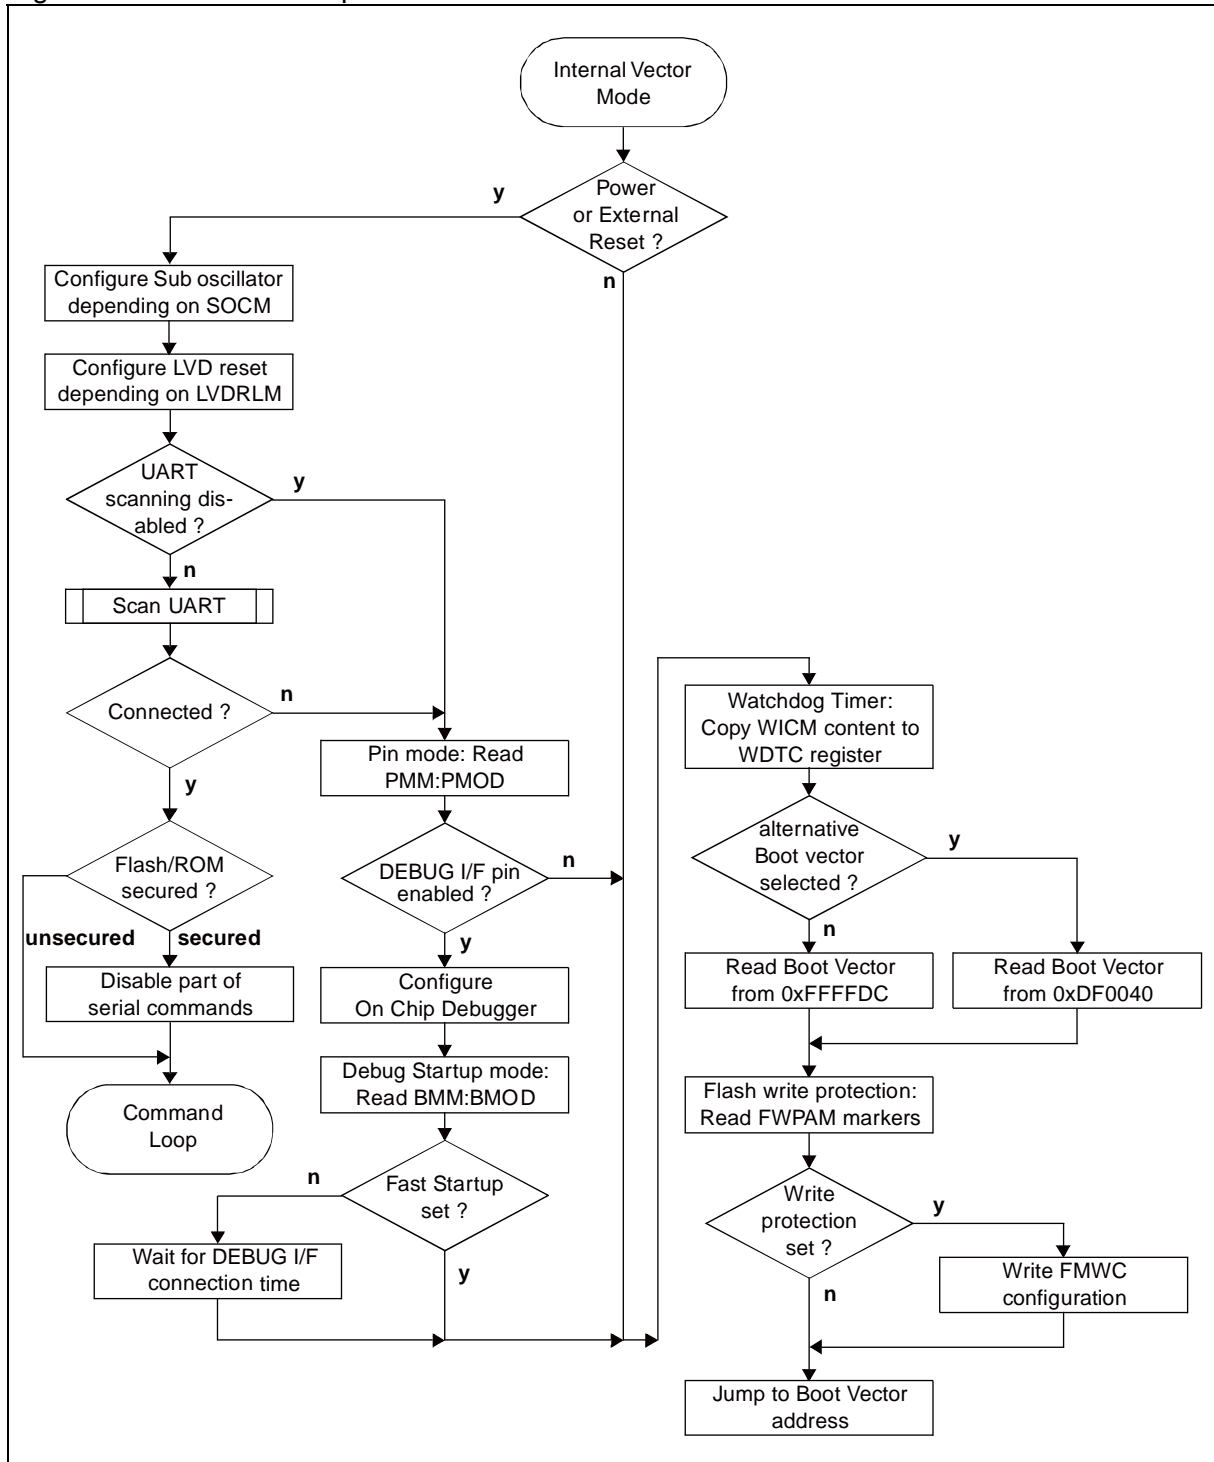 Internal Vector
Mode
Power
or External
Reset ?
y
n
Configure Sub oscillator
depending on SOCM
Configure LVD reset
depending on LVDRLM
UART
scanning dis-
abled ?
y
n
Scan UART
Connected ?
n
y
Flash/ROM
secured ?
unsecured
secured
Disable part of
serial commands
Command
Loop
Pin mode: Read
PMM:PMOD
DEBUG I/F pin
enabled ?
n
y
Configure
On Chip Debugger
Debug Startup mode:
Read BMM:BMOD
Fast Startup
set ?
n
y
Wait for DEBUG I/F
connection time
Watchdog Timer:
Copy WICM content to
WDTC register
alternative
Boot vector
selected ?
y
n
Read Boot Vector
from 0xFFFFDC
Read Boot Vector
from 0xDF0040
Flash write protection:
Read FWPAM markers
Write
protection
set ?
y
n
Write FMWC
configuration
Jump to Boot Vector
address